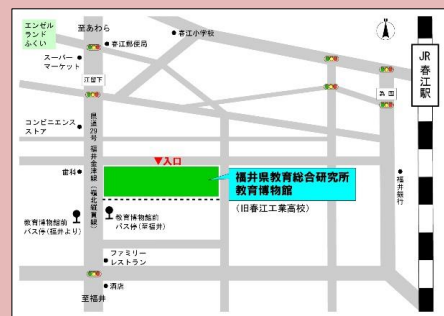 エンゼル
ランド
ふくい
至あわら
春江郵便局
春江小学校
スーパー
マーケット
江留下
JR
春江駅
コンビニエンス
ストア
県道29号 福井金津線（福北縦貫線）
入口
歯科
福井県教育総合研究所
教育博物館
（旧春江工業高校）
福井銀行
教育博物館前
バス停（福井より）
教育博物館前
バス停（至福井）
ファミリー
レストラン
酒店
至福井